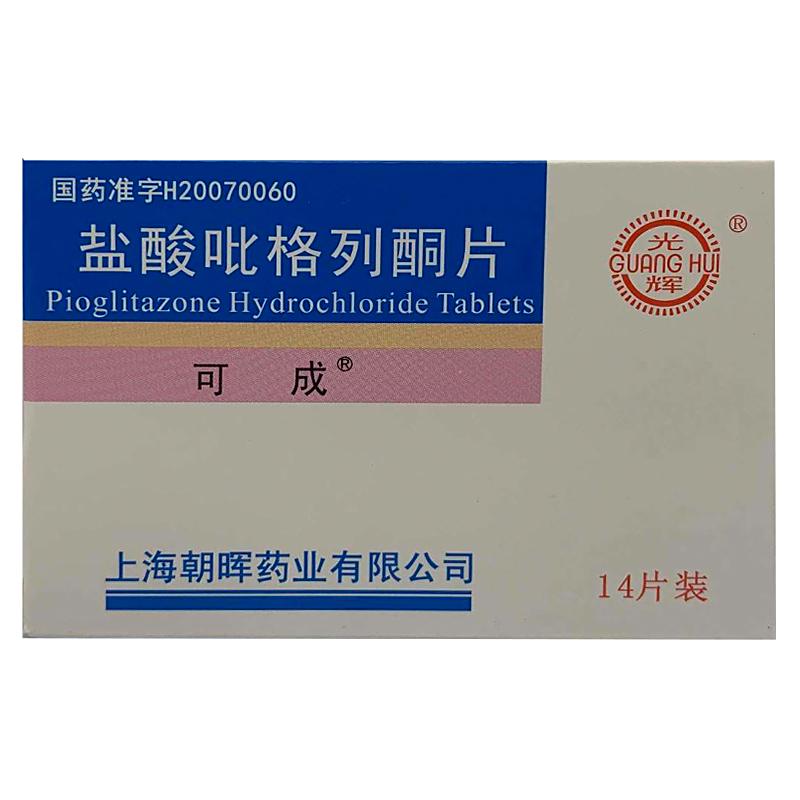 国药准字H20070060
盐酸吡格列酮片
Pioglitazone Hydrochloride Tablets
可 成®
光
GUANG HUI
辉
®
上海朝晖药业有限公司
14片装